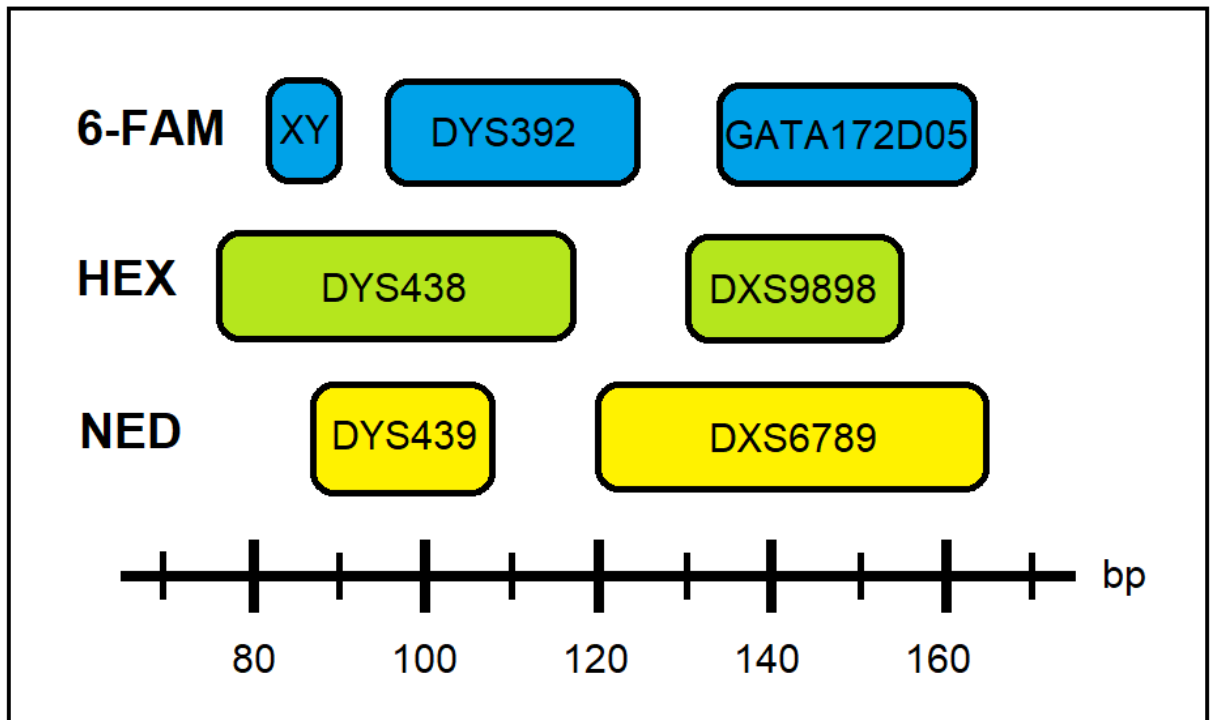 6-FAM XY DYS392 GATA172D05
HEX DYS438 DXS9898
NED DYS439 DXS6789
bp
80 100 120 140 160